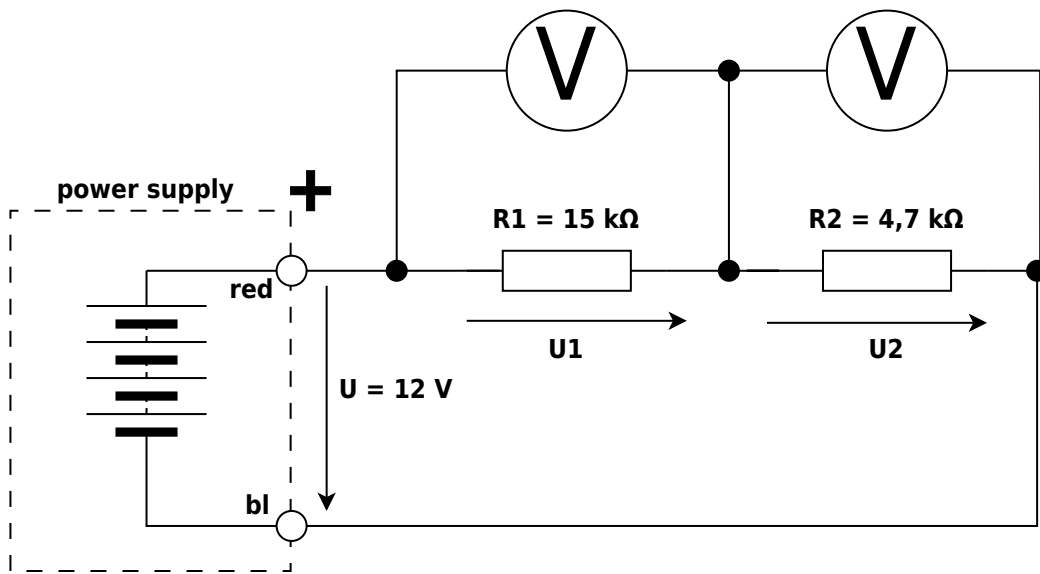 V
V
power supply
+
R1 = 15 kΩ
R2 = 4,7 kΩ
red
U1
U2
U = 12 V
bl